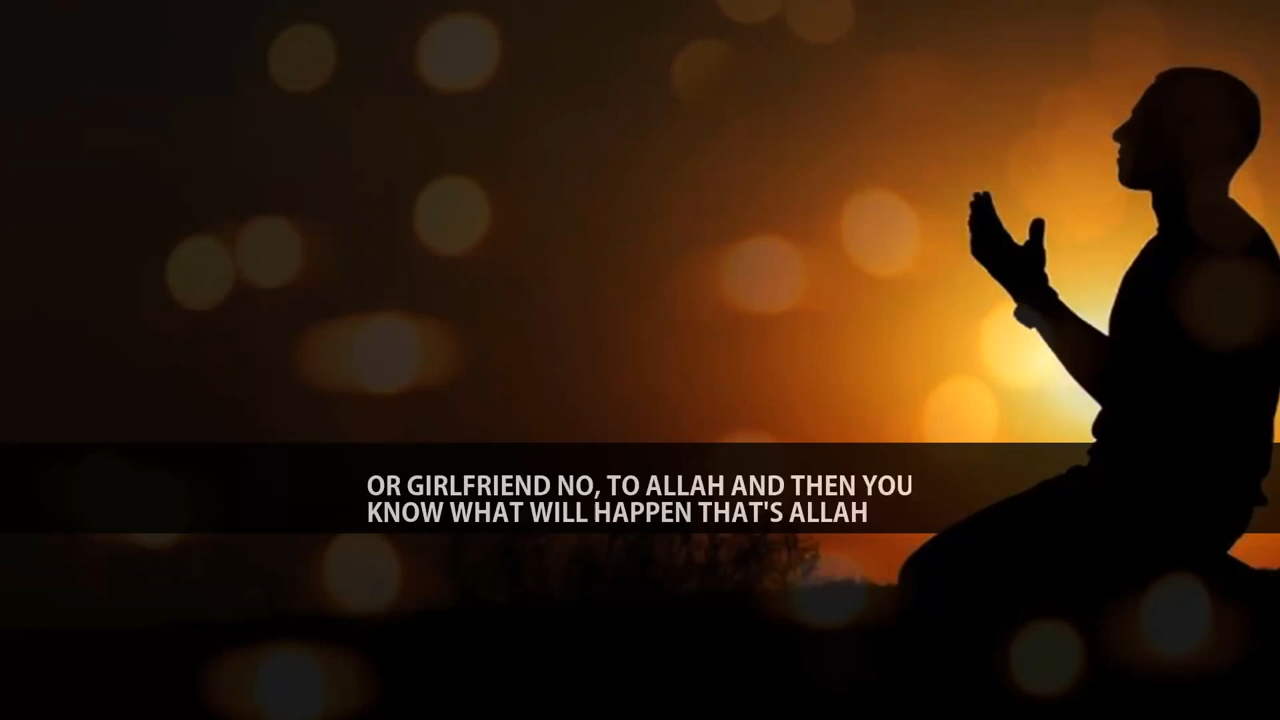 OR GIRLFRIEND NO, TO ALLAH AND THEN YOU
KNOW WHAT WILL HAPPEN THAT'S ALLAH